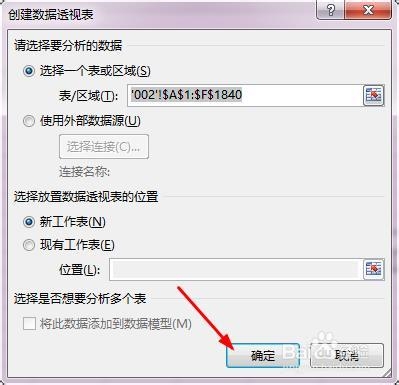 创建数据透视表
请选择要分析的数据
选择一个表或区域(S)
表/区域(T): '002'!$A$1:$F$1840
使用外部数据源(U)
选择连接(C)...
连接名称:
选择放置数据透视表的位置
新工作表(N)
现有工作表(E)
位置(L):
选择是否想要分析多个表
将此数据添加到数据模型(M)
确定 取消